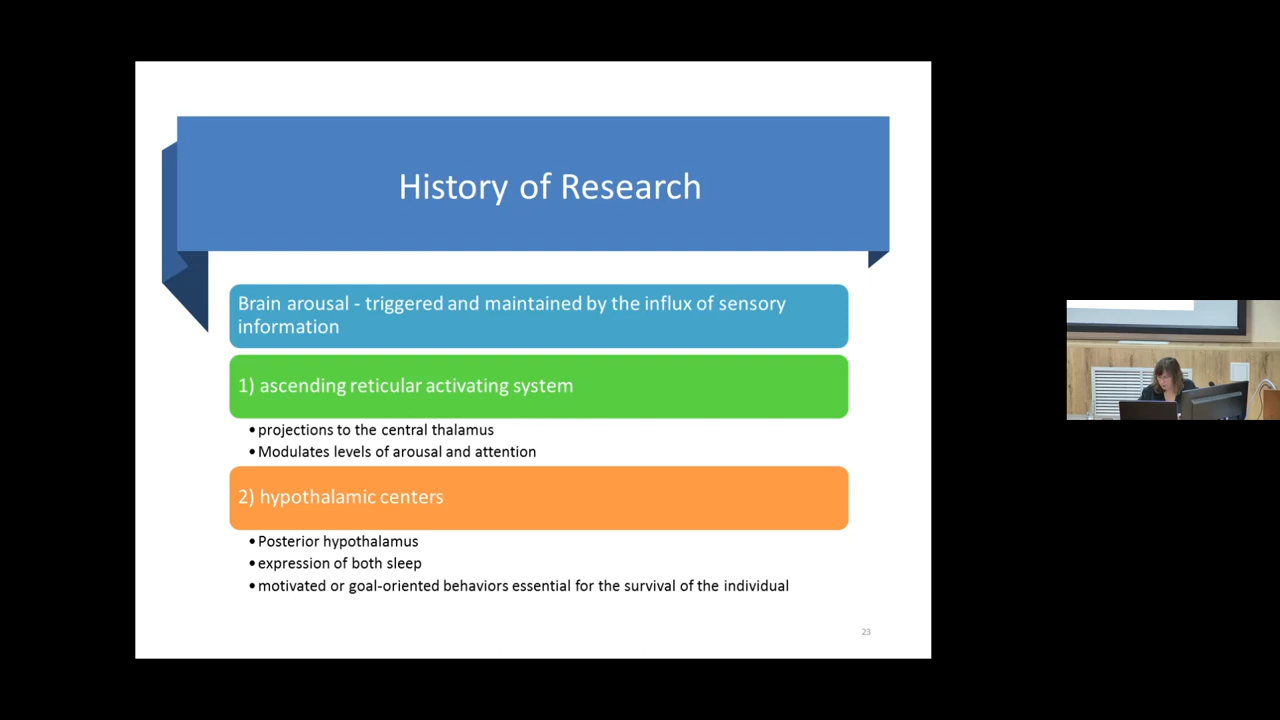 History of Research
Brain arousal - triggered and maintained by the influx of sensory
information
1) ascending reticular activating system
•projections to the central thalamus
•Modulates levels of arousal and attention
2) hypothalamic centers
•Posterior hypothalamus
•expression of both sleep
•motivated or goal-oriented behaviors essential for the survival of the individual
23